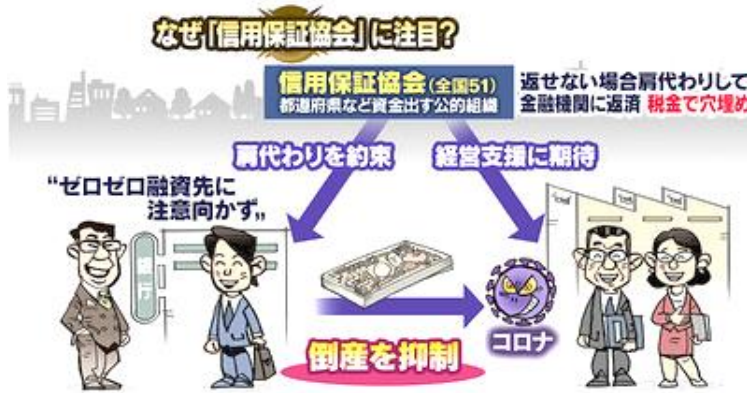 なぜ「信用保証協会」に注目？
信用保証協会(全国51)
都道府県など資金出す公的組織
返せない場合肩代わりして
金融機関に返済 税金で穴埋め
肩代わりを約束
経営支援に期待
“ゼロゼロ融資先に
注意向かず„
銀行
コロナ
倒産を抑制